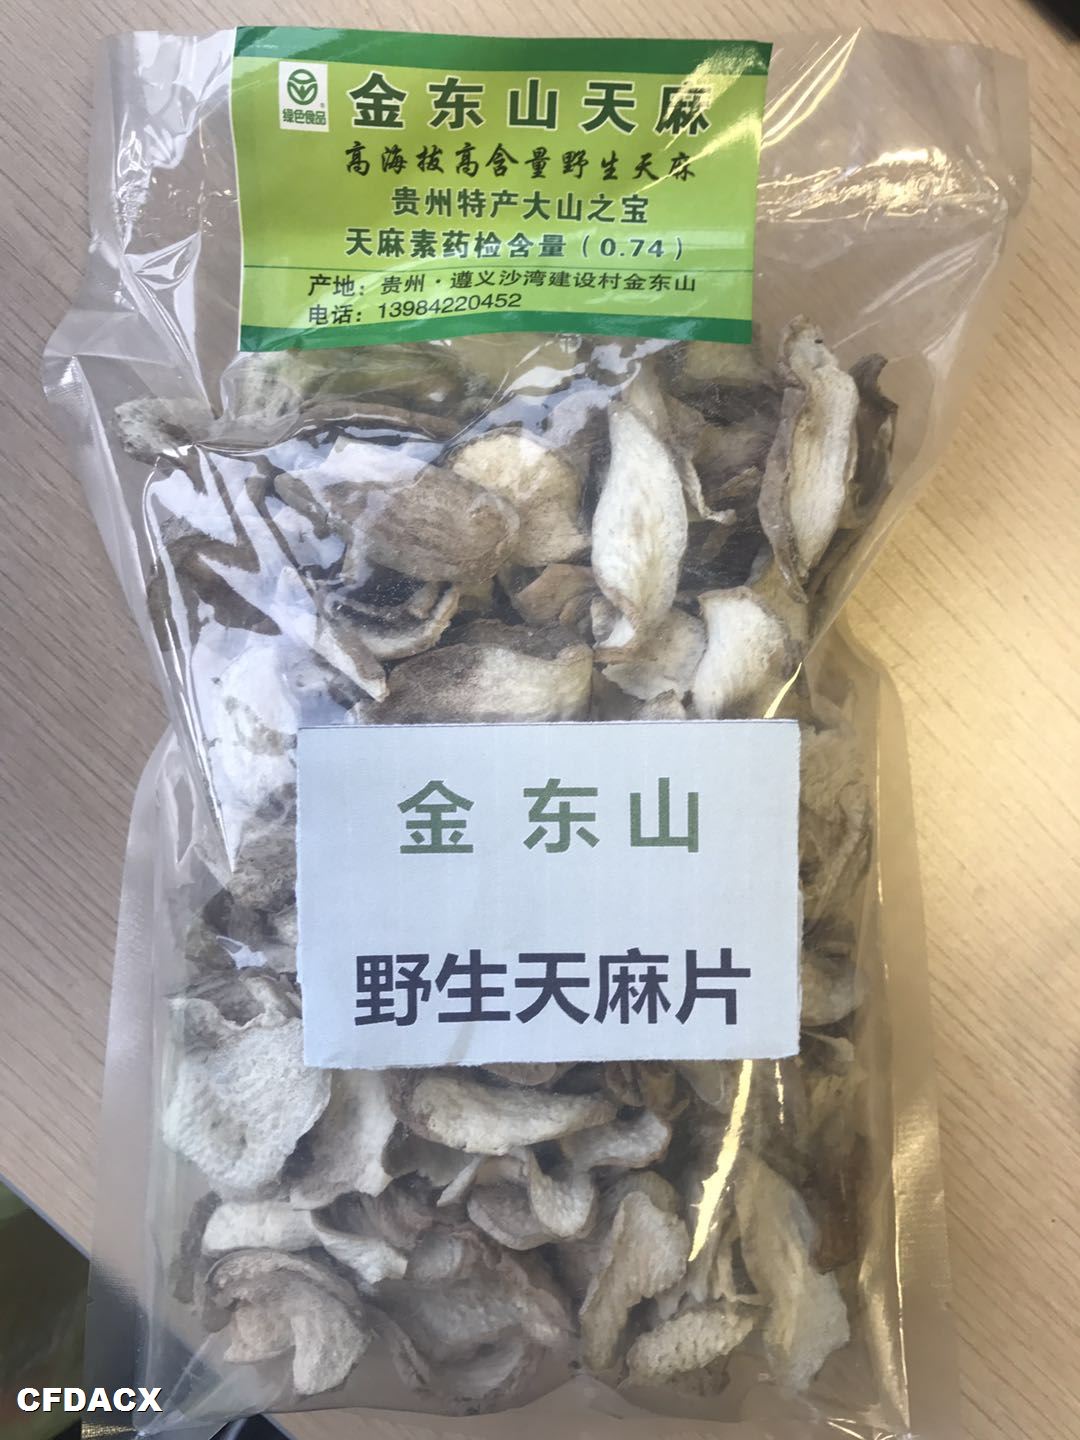 绿色食品
®
金东山天麻
高海拔高含量野生天麻
贵州特产大山之宝
天麻素药检含量（0.74）
产地：贵州·遵义沙湾建设村金东山
电话：13984220452
金东山
野生天麻片
CFDACX